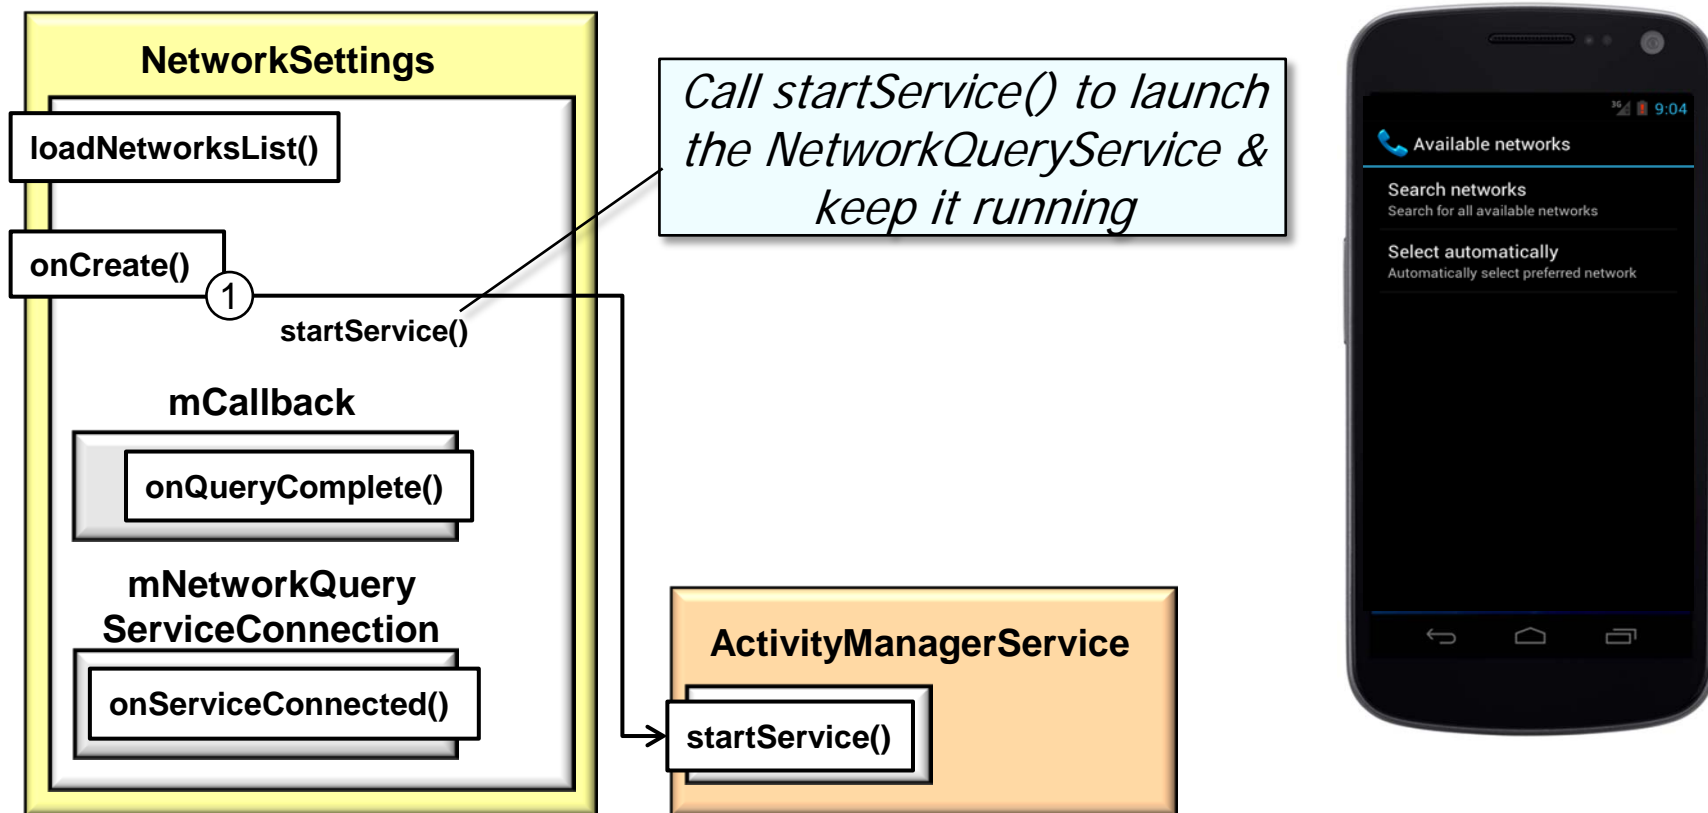 NetworkSettings
loadNetworksList()
onCreate()
1
startService()
mCallback
onQueryComplete()
mNetworkQuery
ServiceConnection
onServiceConnected()
Call startService() to launch
the NetworkQueryService &
keep it running
ActivityManagerService
startService()
3G 9:04
Available networks
Search networks
Search for all available networks
Select automatically
Automatically select preferred network